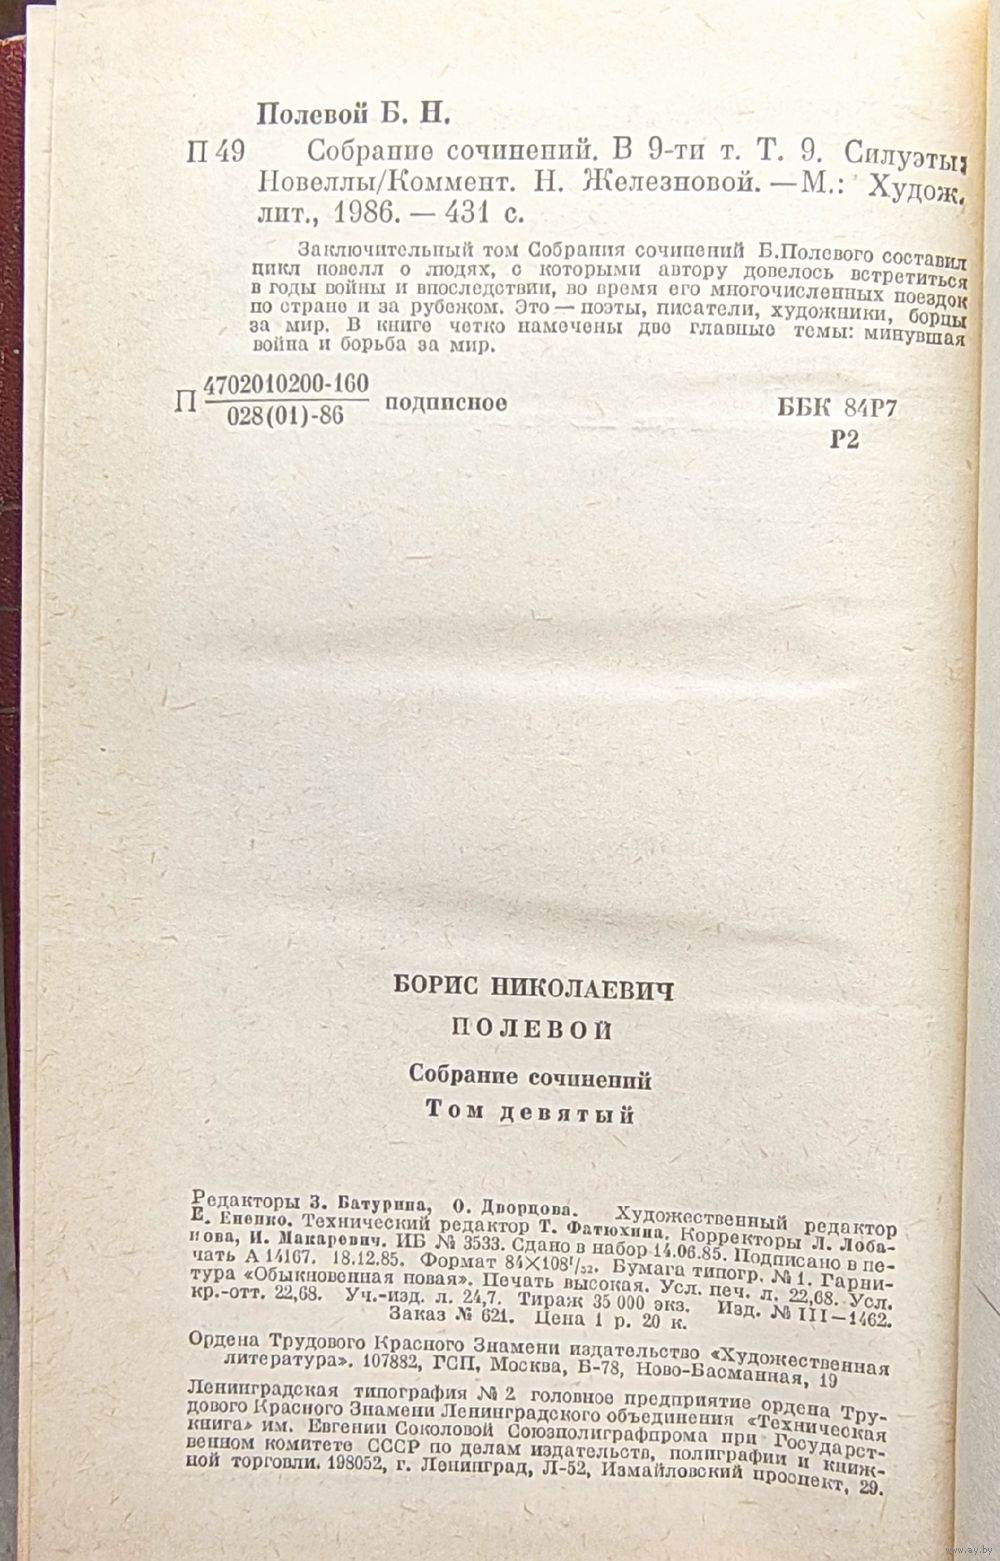 Полевой Б. Н.
П 49 Собрание сочинений. В 9-ти т. Т. 9. Силуэты:
Новеллы/Коммент. Н. Железновой. — М.: Худож.
лит., 1986. — 431 с.
Заключительный том Собрания сочинений Б.Полевого составил
цикл новелл о людях, с которыми автору довелось встретиться
в годы войны и впоследствии, во время его многочисленных поездок
по стране и за рубежом. Это — поэты, писатели, художники, борцы
за мир. В книге четко намечены две главные темы: минувшая
война и борьба за мир.
П 4702010200-160
028(01)-86 подписное
ББК 84Р7
Р2
БОРИС НИКОЛАЕВИЧ
ПОЛЕВОЙ
Собрание сочинений
Том девятый
Редакторы З. Батурина, О. Дворцова. Художественный редактор
Е. Ененко. Технический редактор Т. Фатюхина. Корректоры Л. Лоба-
нова, И. Макаревич. ИБ № 3533. Сдано в набор 14.06.85. Подписано в пе-
чать А 14167. 18.12.85. Формат 84×108¹/₃₂. Бумага типогр. № 1. Гарни-
тура «Обыкновенная новая». Печать высокая. Усл. печ. л. 22,68. Усл.
кр.-отт. 22,68. Уч.-изд. л. 24,7. Тираж 35 000 экз. Изд. № III—1462.
Заказ № 621. Цена 1 р. 20 к.
Ордена Трудового Красного Знамени издательство «Художественная
литература». 107882, ГСП, Москва, Б-78, Ново-Басманная, 19
Ленинградская типография № 2 головное предприятие ордена Тру-
дового Красного Знамени Ленинградского объединения «Техническая
книга» им. Евгении Соколовой Союзполиграфпрома при Государст-
венном комитете СССР по делам издательств, полиграфии и книж-
ной торговли. 198052, г. Ленинград, Л-52, Измайловский проспект, 29.
www.ay.by